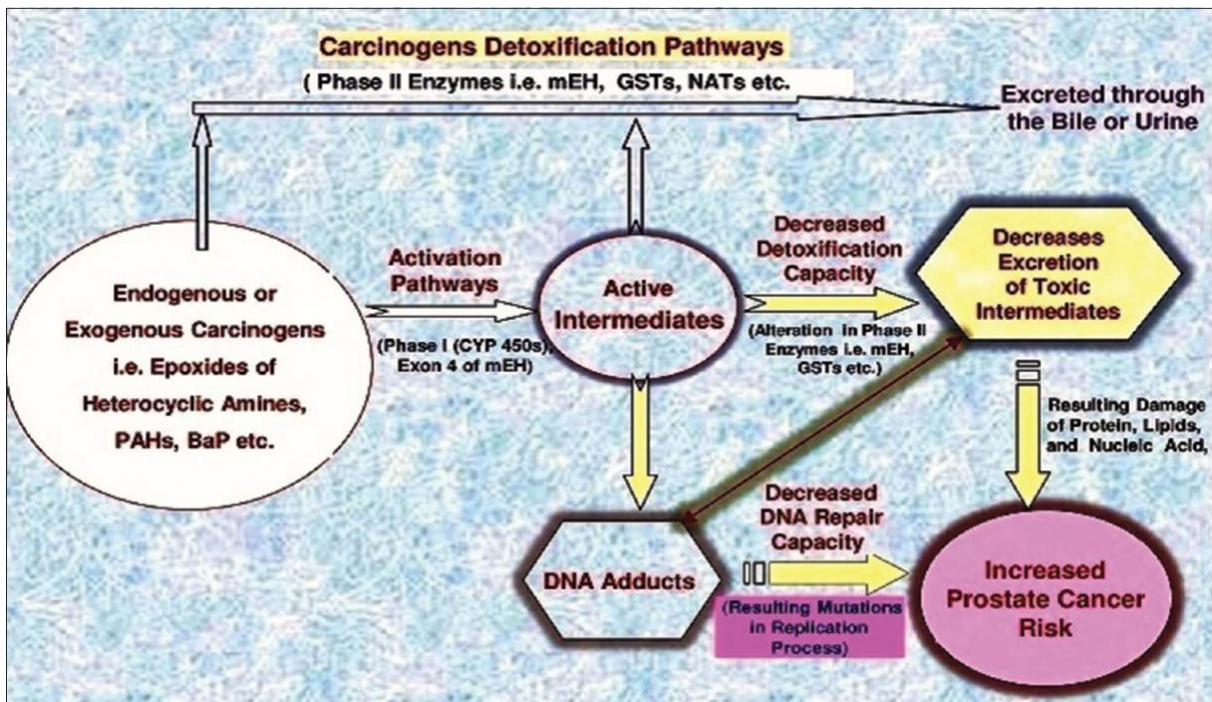 Carcinogens Detoxification Pathways
( Phase II Enzymes i.e. mEH, GSTs, NATs etc.
Excreted through
the Bile or Urine
Endogenous or
Exogenous Carcinogens
i.e. Epoxides of
Heterocyclic Amines,
PAHs, BaP etc.
Activation
Pathways
(Phase I (CYP 450s),
Exon 4 of mEH)
Active
Intermediates
Decreased
Detoxification
Capacity
(Alteration in Phase II
Enzymes i.e. mEH,
GSTs etc.)
Decreases
Excretion
of Toxic
Intermediates
Resulting Damage
of Protein, Lipids,
and Nucleic Acid,
DNA Adducts
Decreased
DNA Repair
Capacity
(Resulting Mutations
in Replication
Process)
Increased
Prostate Cancer
Risk